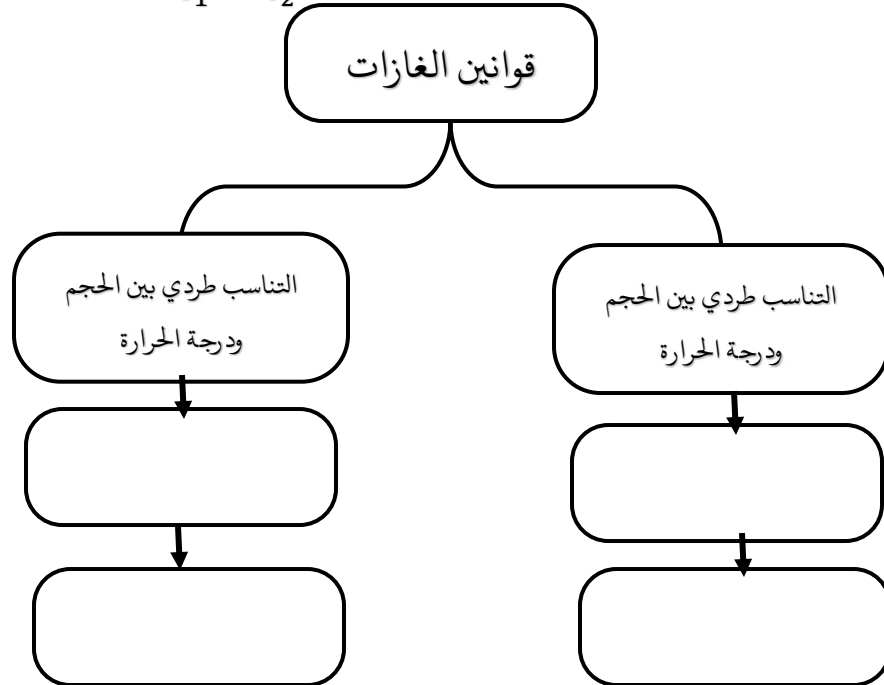 قوانين الغازات
التناسب طردي بين الحجم
ودرجة الحرارة
التناسب طردي بين الحجم
ودرجة الحرارة